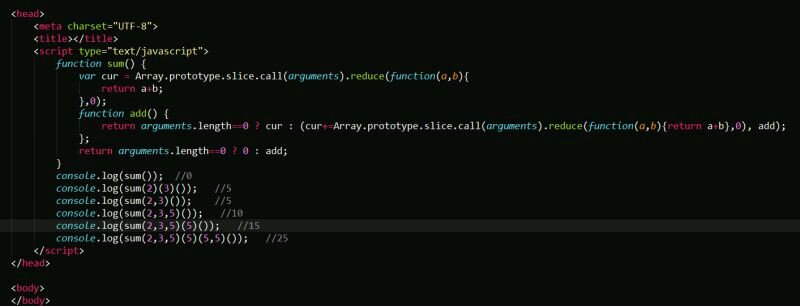 <head>
    <meta charset="UTF-8">
    <title></title>
    <script type="text/javascript">
        function sum() {
            var cur = Array.prototype.slice.call(arguments).reduce(function(a,b){
                return a+b;
            },0);
            function add() {
                return arguments.length==0 ? cur : (cur+=Array.prototype.slice.call(arguments).reduce(function(a,b){return a+b},0), add);
            };
            return arguments.length==0 ? 0 : add;
        }
        console.log(sum());  //0
        console.log(sum(2)(3)());   //5
        console.log(sum(2,3)());    //5
        console.log(sum(2,3,5)());   //10
        console.log(sum(2,3,5)(5)());   //15
        console.log(sum(2,3,5)(5)(5,5)());   //25
    </script>
</head>

<body>
</body>